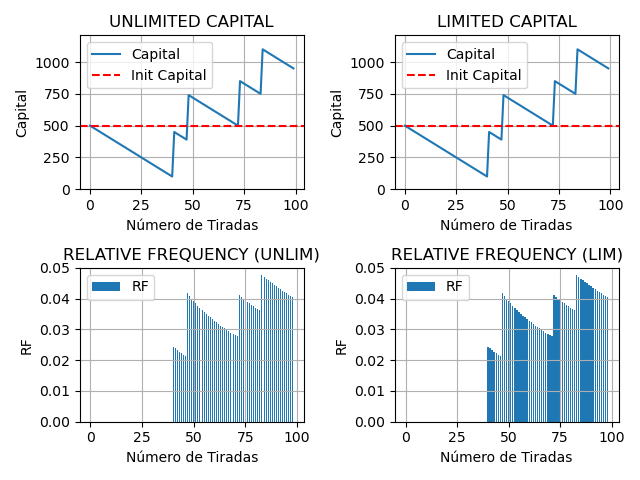 UNLIMITED CAPITAL
Capital
1000
750
500
250
0
Capital
Init Capital
0
25
50
75
100
Número de Tiradas
LIMITED CAPITAL
Capital
1000
750
500
250
0
Capital
Init Capital
0
25
50
75
100
Número de Tiradas
RELATIVE FREQUENCY (UNLIM)
RF
0.05
0.04
0.03
0.02
0.01
0.00
RF
0
25
50
75
100
Número de Tiradas
RELATIVE FREQUENCY (LIM)
RF
0.05
0.04
0.03
0.02
0.01
0.00
RF
0
25
50
75
100
Número de Tiradas